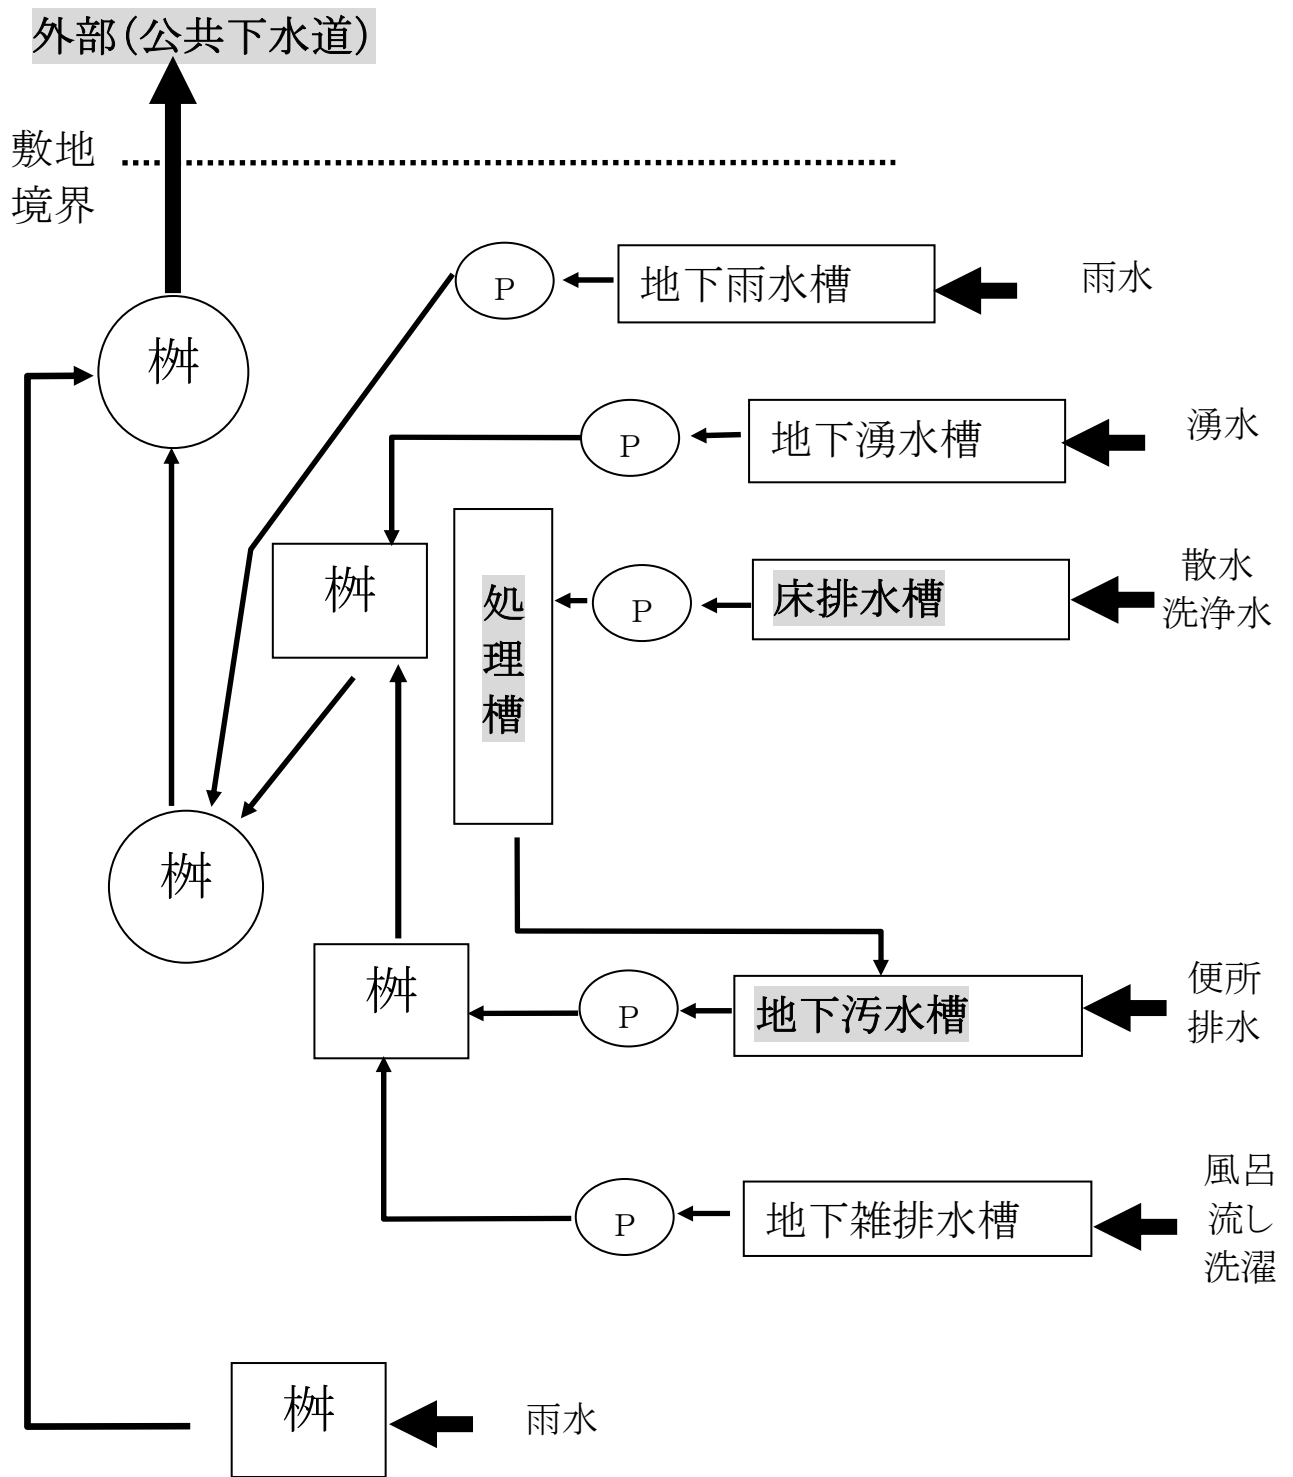 外部(公共下水道)
敷地
境界
P
地下雨水槽
雨水
桝
P
地下湧水槽
湧水
桝
処
理
槽
P
床排水槽
散水
洗浄水
桝
桝
P
地下汚水槽
便所
排水
P
地下雑排水槽
風呂
流し
洗濯
桝
雨水